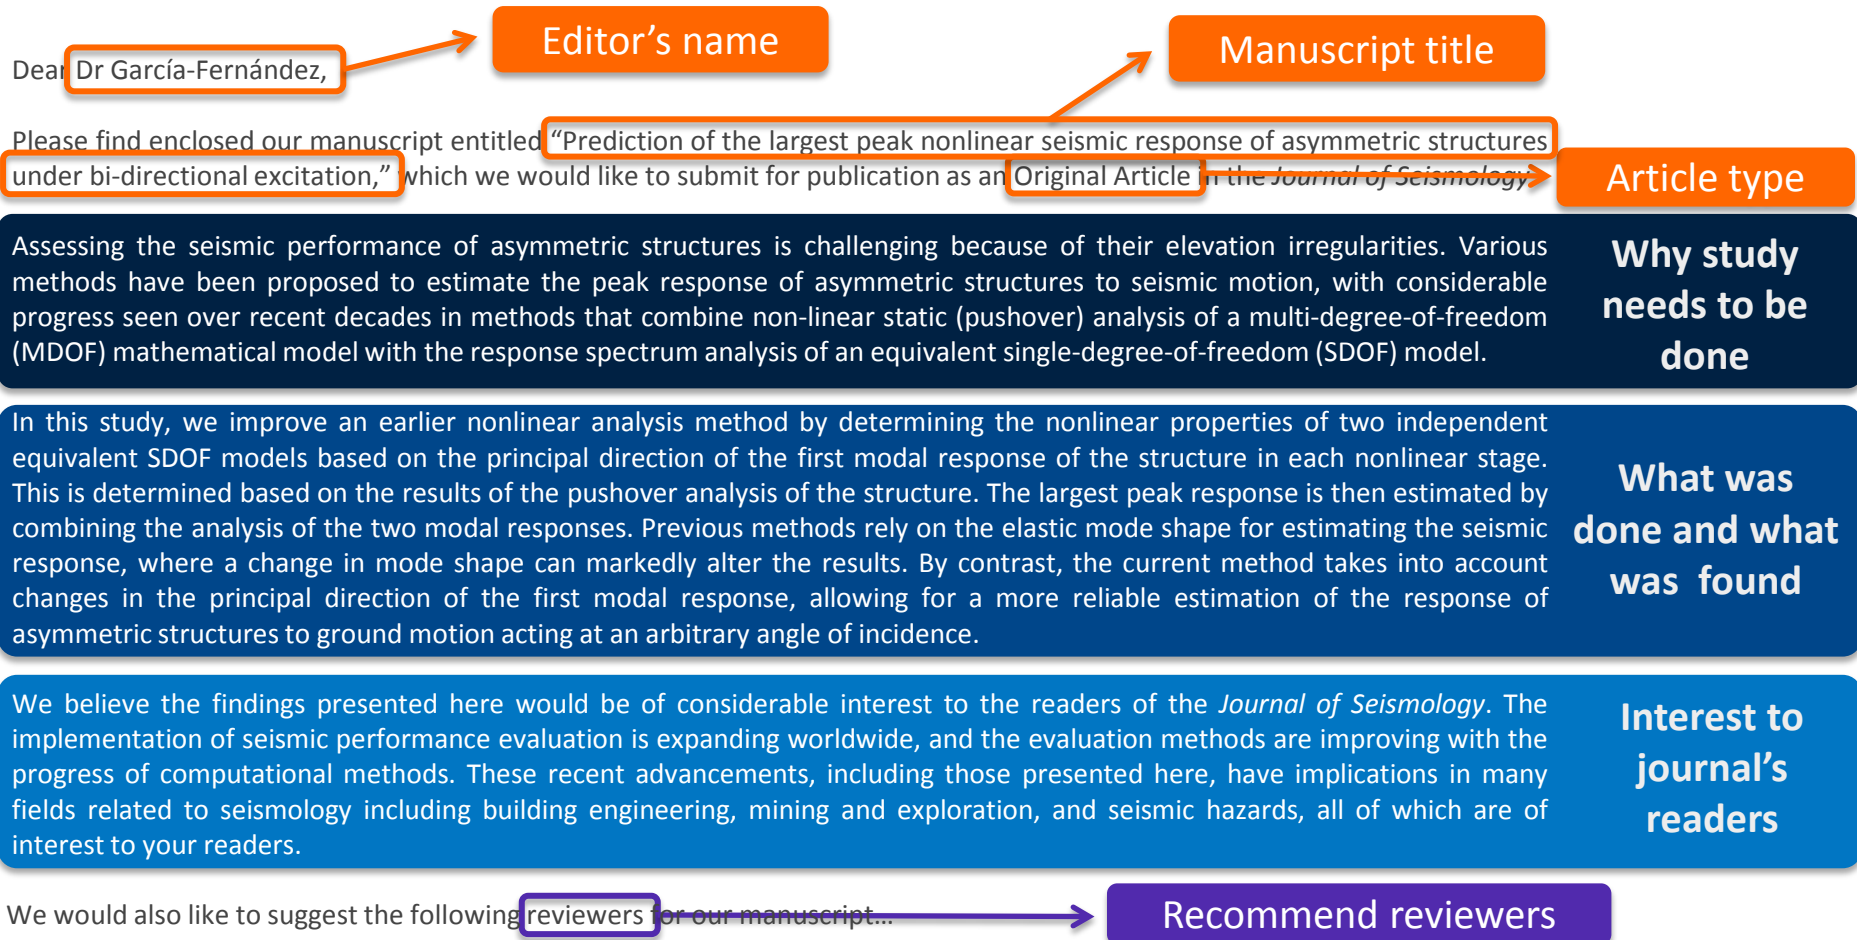 Editor's name
Manuscript title
Dear Dr García-Fernández,
Please find enclosed our manuscript entitled “Prediction of the largest peak nonlinear seismic response of asymmetric structures
under bi-directional excitation,” which we would like to submit for publication as an Original Article in the Journal of Seismology.
Article type
Assessing the seismic performance of asymmetric structures is challenging because of their elevation irregularities. Various
methods have been proposed to estimate the peak response of asymmetric structures to seismic motion, with considerable
progress seen over recent decades in methods that combine non-linear static (pushover) analysis of a multi-degree-of-freedom
(MDOF) mathematical model with the response spectrum analysis of an equivalent single-degree-of-freedom (SDOF) model.
Why study
needs to be
done
In this study, we improve an earlier nonlinear analysis method by determining the nonlinear properties of two independent
equivalent SDOF models based on the principal direction of the first modal response of the structure in each nonlinear stage.
This is determined based on the results of the pushover analysis of the structure. The largest peak response is then estimated by
combining the analysis of the two modal responses. Previous methods rely on the elastic mode shape for estimating the seismic
response, where a change in mode shape can markedly alter the results. By contrast, the current method takes into account
changes in the principal direction of the first modal response, allowing for a more reliable estimation of the response of
asymmetric structures to ground motion acting at an arbitrary angle of incidence.
What was
done and what
was found
We believe the findings presented here would be of considerable interest to the readers of the Journal of Seismology. The
implementation of seismic performance evaluation is expanding worldwide, and the evaluation methods are improving with the
progress of computational methods. These recent advancements, including those presented here, have implications in many
fields related to seismology including building engineering, mining and exploration, and seismic hazards, all of which are of
interest to your readers.
Interest to
journal's
readers
We would also like to suggest the following reviewers for our manuscript…
Recommend reviewers